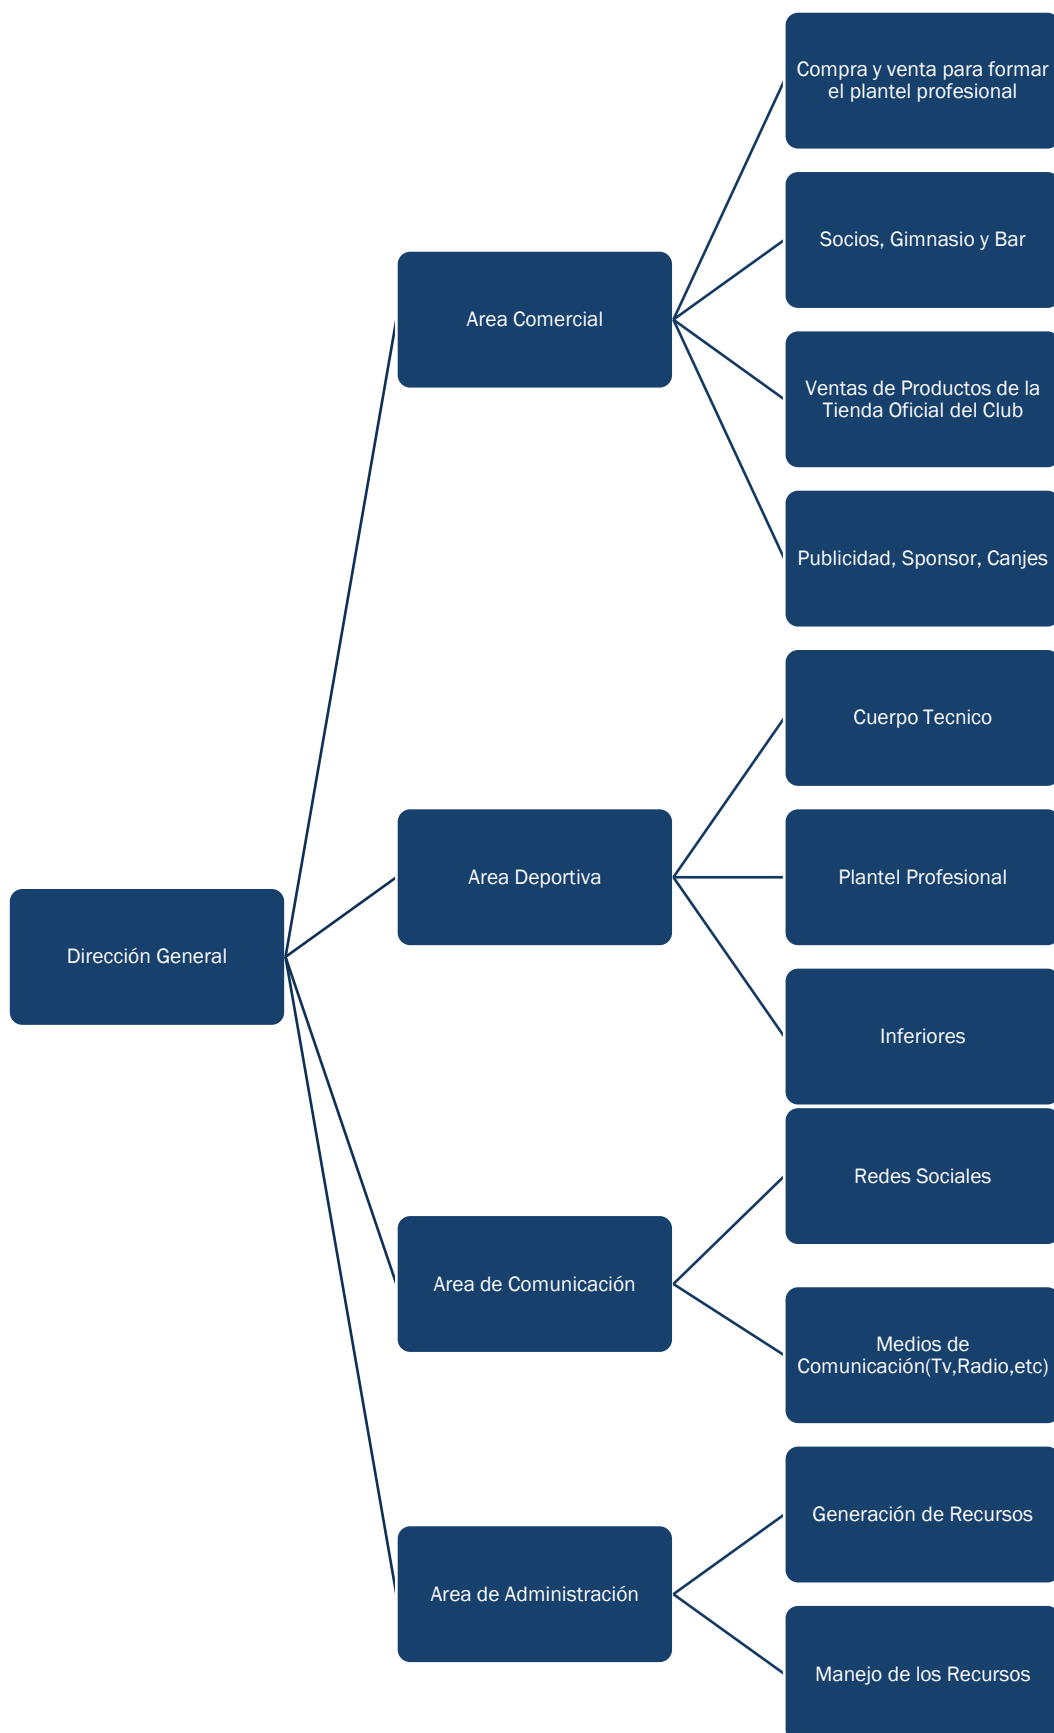 Compra y venta para formar
el plantel profesional
Socios, Gimnasio y Bar
Area Comercial
Ventas de Productos de la
Tienda Oficial del Club
Publicidad, Sponsor, Canjes
Cuerpo Tecnico
Area Deportiva
Plantel Profesional
Dirección General
Inferiores
Redes Sociales
Area de Comunicación
Medios de
Comunicación(Tv,Radio,etc)
Generación de Recursos
Area de Administración
Manejo de los Recursos